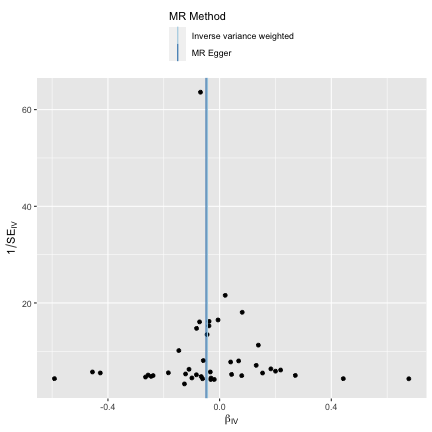 MR Method
Inverse variance weighted
MR Egger
60
40
20
1/SE_IV
-0.4
0.0
0.4
β_IV